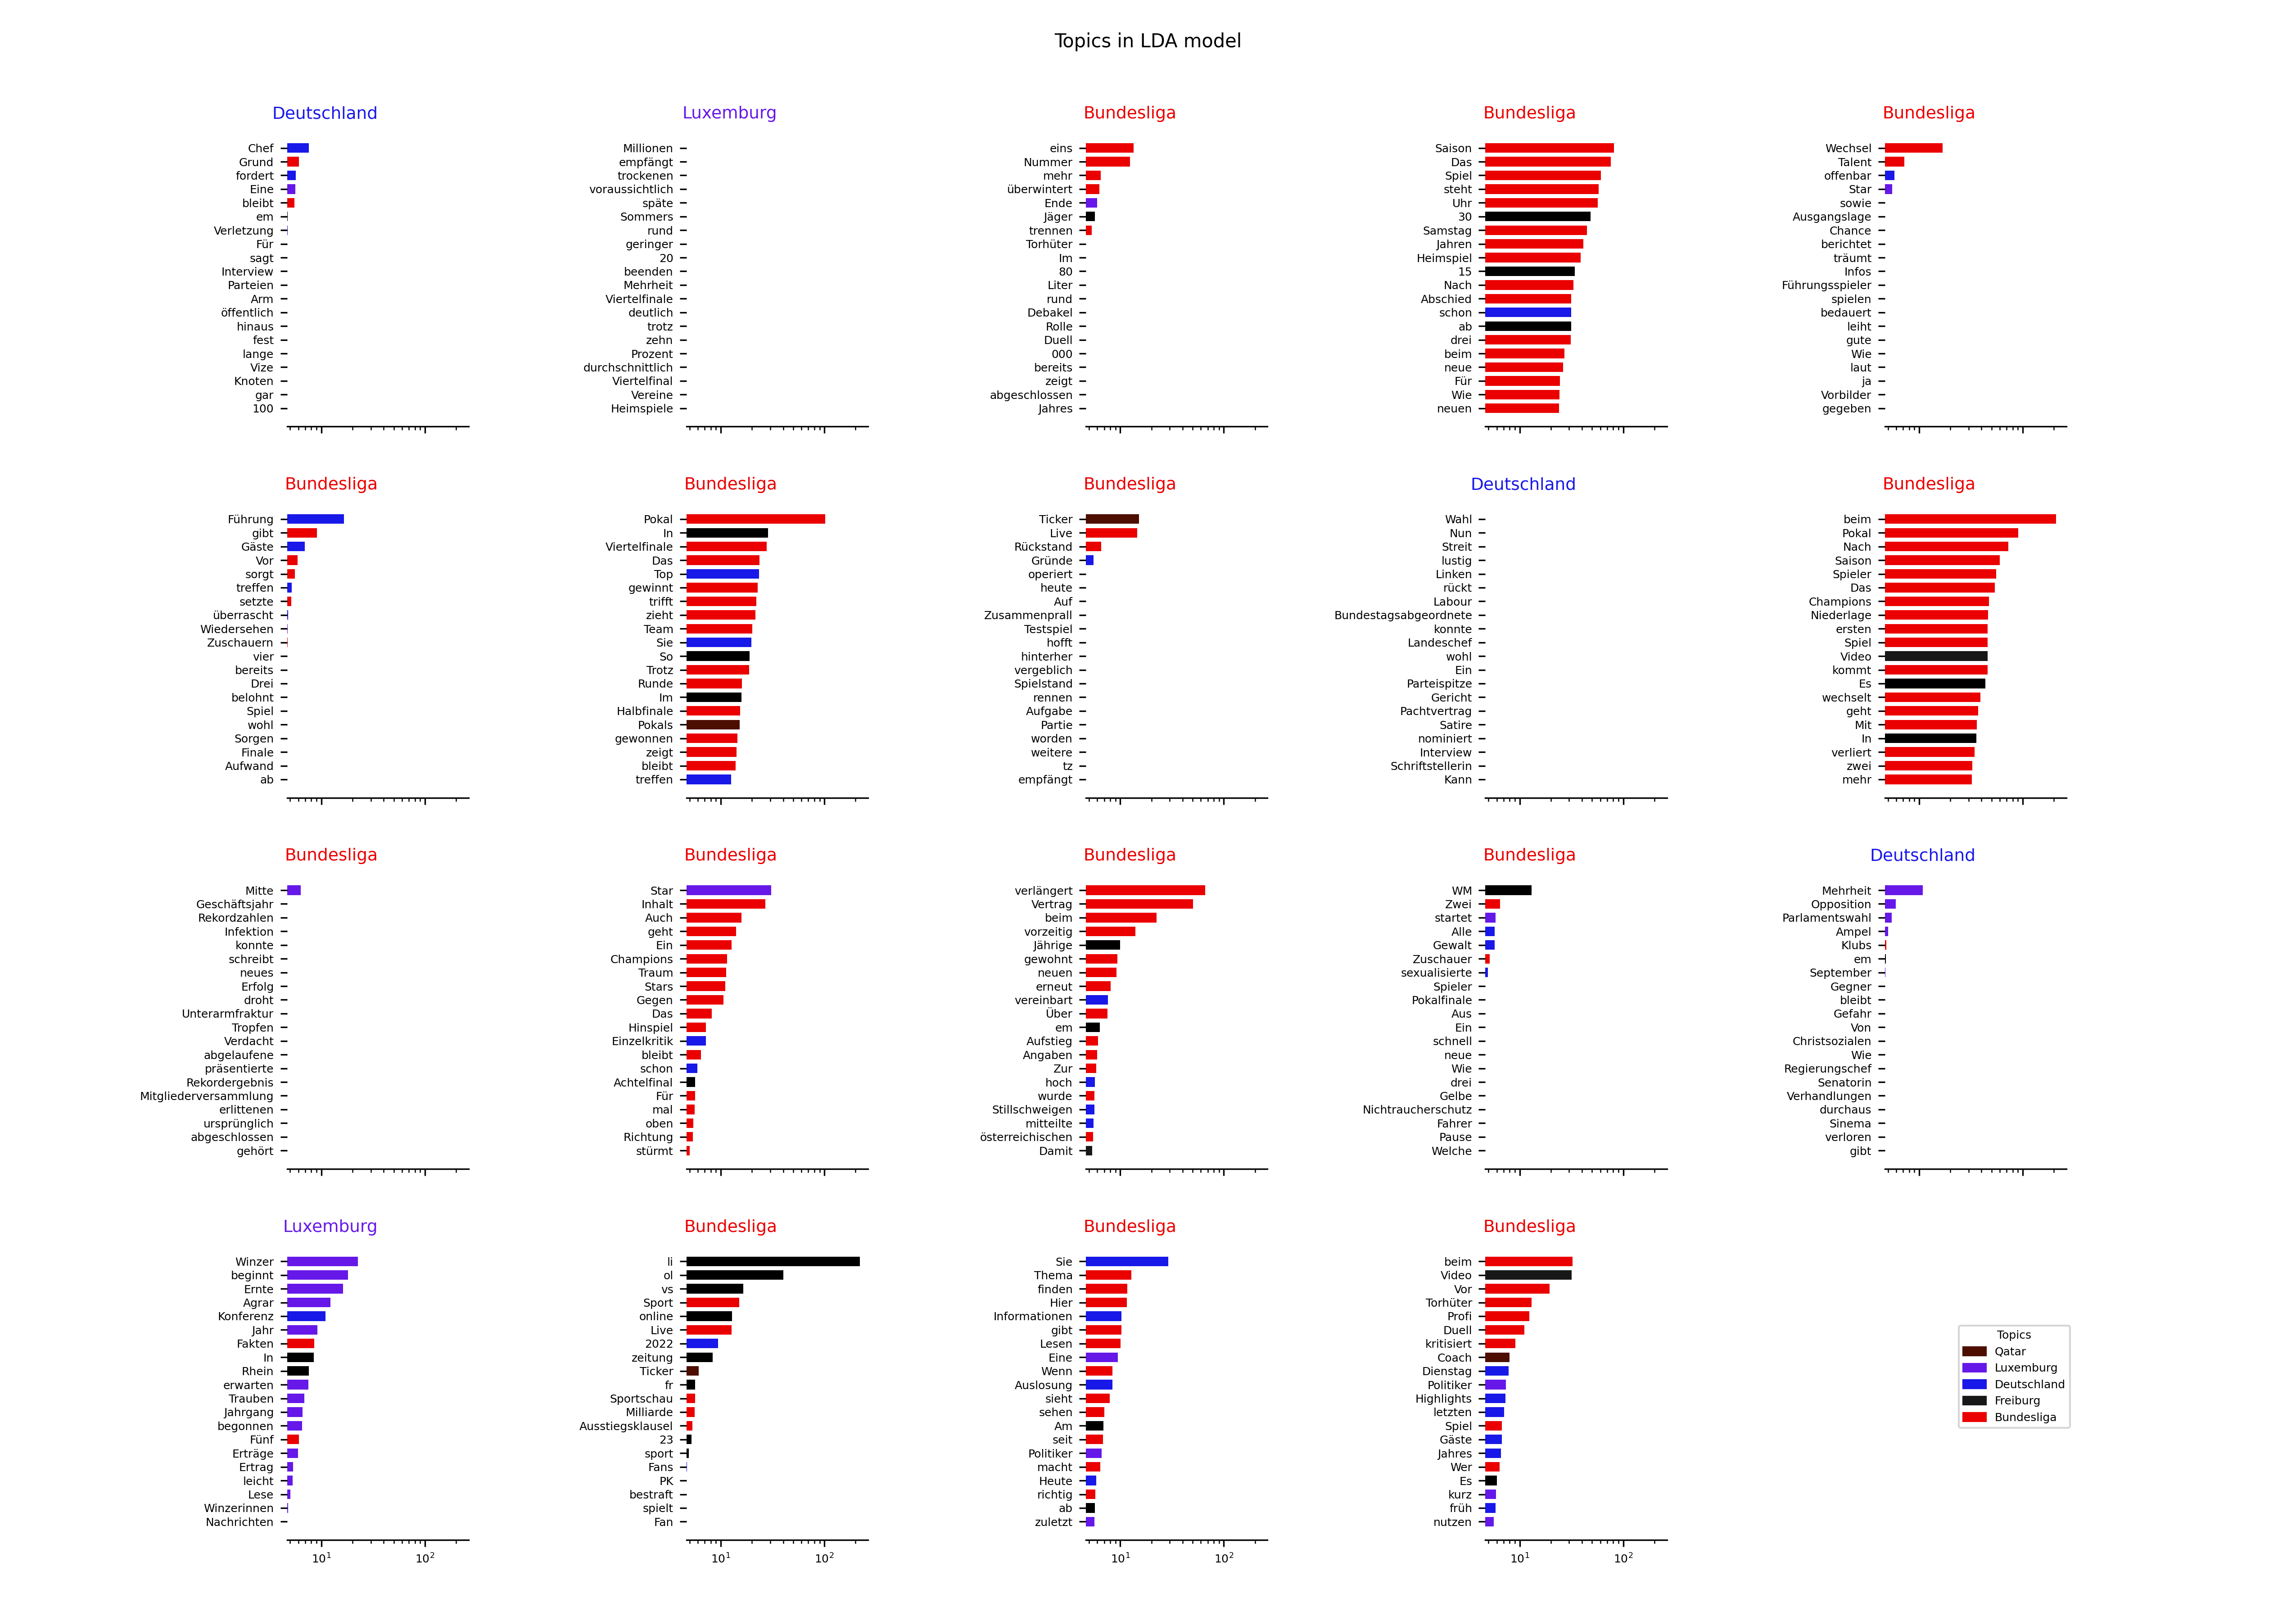 Topics in LDA model
Deutschland
Chef
Grund
fordert
Eine
bleibt
em
Verletzung
Für
sagt
Interview
Parteien
Arm
öffentlich
hinaus
fest
lange
Vize
Knoten
gar
100
Luxemburg
Millionen
empfängt
trockenen
voraussichtlich
späte
Sommers
rund
geringer
20
beenden
Mehrheit
Viertelfinale
deutlich
trotz
zehn
Prozent
durchschnittlich
Viertelfinal
Vereine
Heimspiele
Bundesliga
eins
Nummer
mehr
überwintert
Ende
Jäger
trennen
Torhüter
Im
80
Liter
rund
Debakel
Rolle
Duell
000
bereits
zeigt
abgeschlossen
Jahres
Bundesliga
Saison
Das
Spiel
steht
Uhr
30
Samstag
Jahren
Heimspiel
15
Nach
Abschied
schon
ab
drei
beim
neue
Für
Wie
neuen
Bundesliga
Wechsel
Talent
offenbar
Star
sowie
Ausgangslage
Chance
berichtet
träumt
Infos
Führungsspieler
spielen
bedauert
leiht
gute
Wie
laut
ja
Vorbilder
gegeben
Bundesliga
Führung
gibt
Gäste
Vor
sorgt
treffen
setzte
überrascht
Wiedersehen
Zuschauern
vier
bereits
Drei
belohnt
Spiel
wohl
Sorgen
Finale
Aufwand
ab
Bundesliga
Pokal
In
Viertelfinale
Das
Top
gewinnt
trifft
zieht
Team
Sie
So
Trotz
Runde
Im
Halbfinale
Pokals
gewonnen
zeigt
bleibt
treffen
Bundesliga
Ticker
Live
Rückstand
Gründe
operiert
heute
Auf
Zusammenprall
Testspiel
hofft
hinterher
vergeblich
Spielstand
rennen
Aufgabe
Partie
worden
weitere
tz
empfängt
Deutschland
Wahl
Nun
Streit
lustig
Linken
rückt
Labour
Bundestagsabgeordnete
konnte
Landeschef
wohl
Ein
Parteispitze
Gericht
Pachtvertrag
Satire
nominiert
Interview
Schriftstellerin
Kann
Bundesliga
beim
Pokal
Nach
Saison
Spieler
Das
Champions
Niederlage
ersten
Spiel
Video
kommt
Es
wechselt
geht
Mit
In
verliert
zwei
mehr
Bundesliga
Mitte
Geschäftsjahr
Rekordzahlen
Infektion
konnte
schreibt
neues
Erfolg
droht
Unterarmfraktur
Tropfen
Verdacht
abgelaufene
präsentierte
Rekordergebnis
Mitgliederversammlung
erlittenen
ursprünglich
abgeschlossen
gehört
Bundesliga
Star
Inhalt
Auch
geht
Ein
Champions
Traum
Stars
Gegen
Das
Hinspiel
Einzelkritik
bleibt
schon
Achtelfinal
Für
mal
oben
Richtung
stürmt
Bundesliga
verlängert
Vertrag
beim
vorzeitig
Jährige
gewohnt
neuen
erneut
vereinbart
Über
em
Aufstieg
Angaben
Zur
hoch
wurde
Stillschweigen
mitteilte
österreichischen
Damit
Bundesliga
WM
Zwei
startet
Alle
Gewalt
Zuschauer
sexualisierte
Spieler
Pokalfinale
Aus
Ein
schnell
neue
Wie
drei
Gelbe
Nichtraucherschutz
Fahrer
Pause
Welche
Deutschland
Mehrheit
Opposition
Parlamentswahl
Ampel
Klubs
em
September
Gegner
bleibt
Gefahr
Von
Christsozialen
Wie
Regierungschef
Senatorin
Verhandlungen
durchaus
Sinema
verloren
gibt
Luxemburg
Winzer
beginnt
Ernte
Agrar
Konferenz
Jahr
Fakten
In
Rhein
erwarten
Trauben
Jahrgang
begonnen
Fünf
Erträge
Ertrag
leicht
Lese
Winzerinnen
Nachrichten
10¹ 10²
Bundesliga
li
ol
vs
Sport
online
Live
2022
zeitung
Ticker
fr
Sportschau
Milliarde
Ausstiegsklausel
23
sport
Fans
PK
bestraft
spielt
Fan
10¹ 10²
Bundesliga
Sie
Thema
finden
Hier
Informationen
gibt
Lesen
Eine
Wenn
Auslosung
sieht
sehen
Am
seit
Politiker
macht
Heute
richtig
ab
zuletzt
10¹ 10²
Bundesliga
beim
Video
Vor
Torhüter
Profi
Duell
kritisiert
Coach
Dienstag
Politiker
Highlights
letzten
Spiel
Gäste
Jahres
Wer
Es
kurz
früh
nutzen
10¹ 10²
Topics
Qatar
Luxemburg
Deutschland
Freiburg
Bundesliga